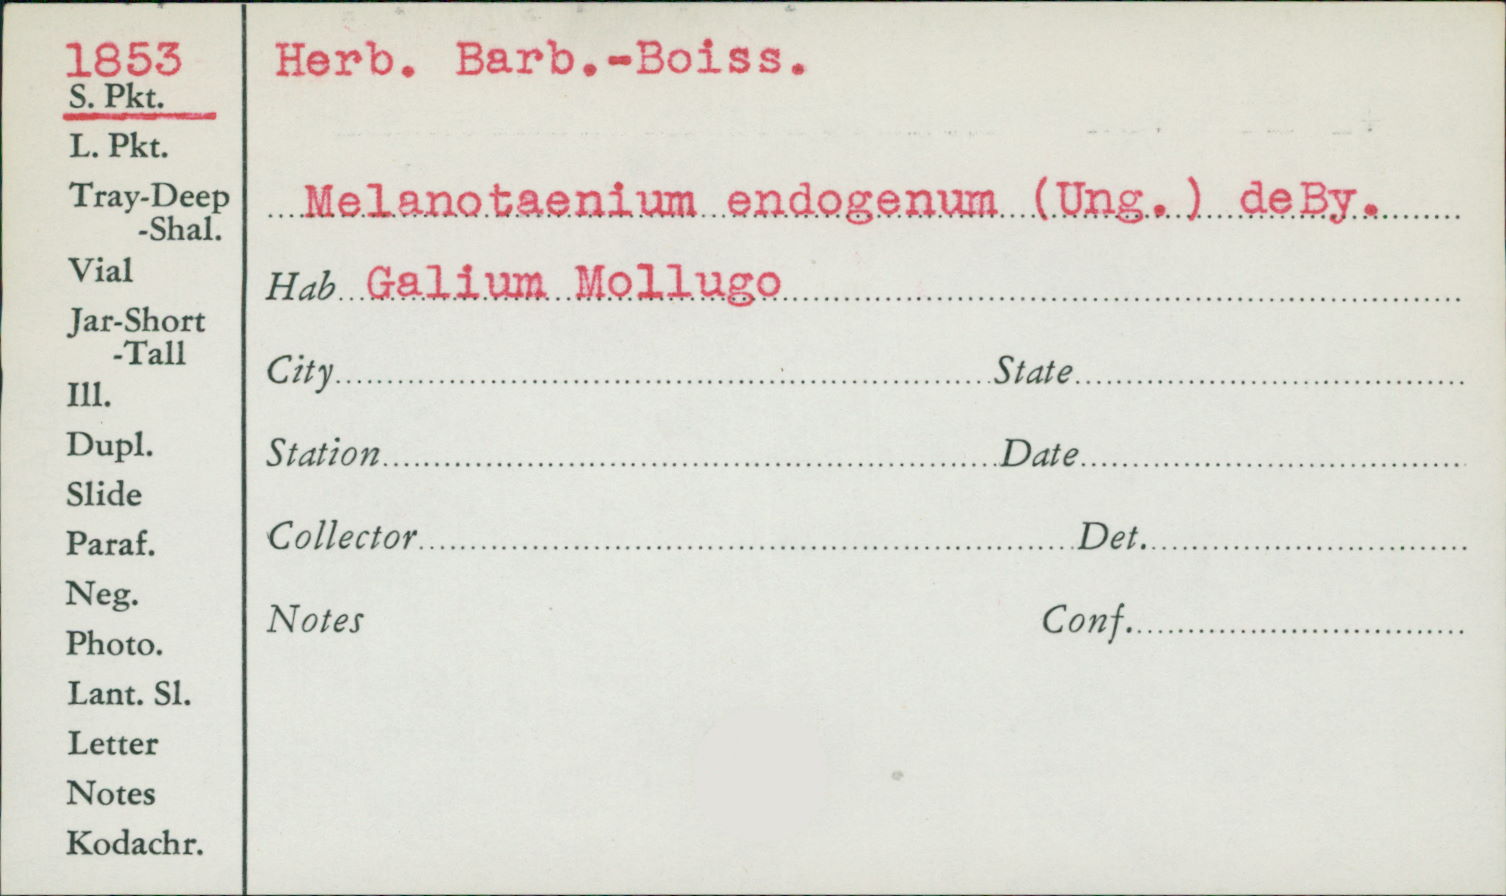 1853
S. Pkt.
L. Pkt.
Tray-Deep
-Shal.
Vial
Jar-Short
-Tall
Ill.
Dupl.
Slide
Paraf.
Neg.
Photo.
Lant. Sl.
Letter
Notes
Kodachr.
Herb. Barb.-Boiss.
Melanotaenium endogenum (Ung.) deBy.
Hab Galium Mollugo
City State
Station Date
Collector Det.
Notes Conf.